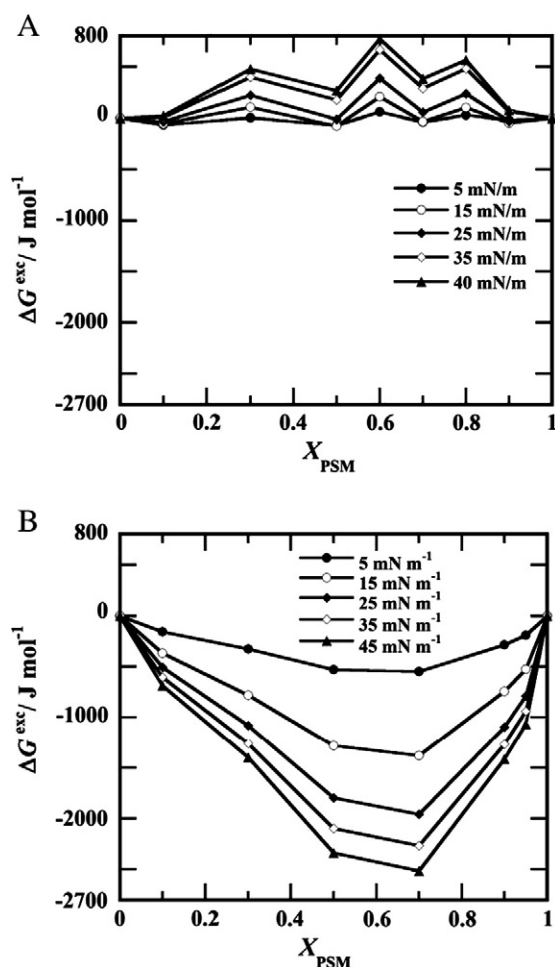 A
800
0
-1000
-2000
-2700
ΔG exc/ J mol-1
5 mN/m
15 mN/m
25 mN/m
35 mN/m
40 mN/m
0 0.2 0.4 0.6 0.8 1
XPSM
B
800
0
-1000
-2000
-2700
ΔG exc/ J mol-1
5 mN m-1
15 mN m-1
25 mN m-1
35 mN m-1
45 mN m-1
0 0.2 0.4 0.6 0.8 1
XPSM